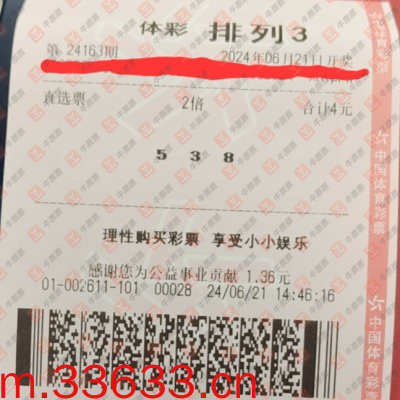 体彩 排列3
第 24163期 2024年06月21日开奖
直选票 2倍 合计4元
5 3 8
理性购买彩票 享受小小娱乐
感谢您为公益事业贡献 1.36元
01-002611-101 00028 24/06/21 14:46:16
中国体育彩票
中国体育彩票
m.33633.cn